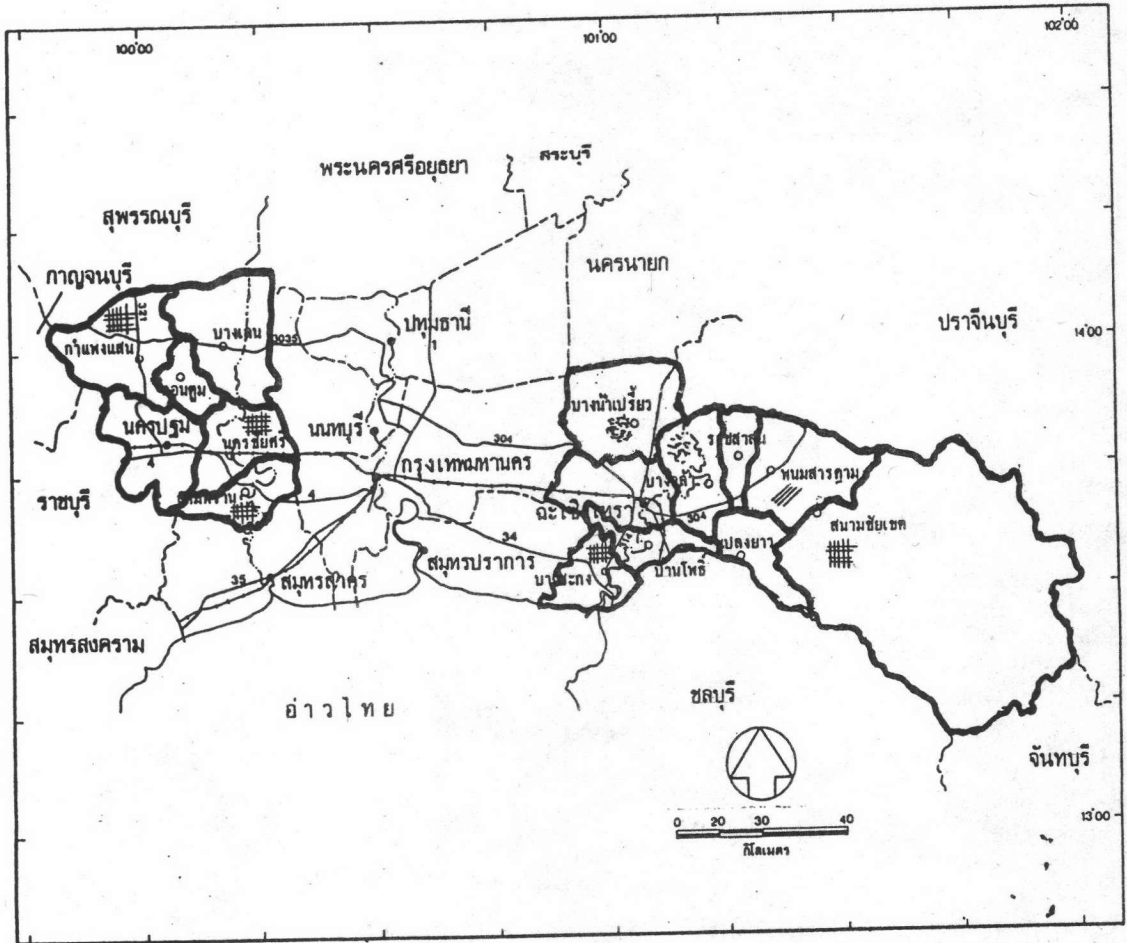 100°00'
101°00'
102°00'
สระบุรี
พระนครศรีอยุธยา
สุพรรณบุรี
นครนายก
กาญจนบุรี
ปราจีนบุรี
14°00'
321
บางเลน
ปทุมธานี
3035
กำแพงแสน
บางน้ำเปรี้ยว
นครปฐม
นครชัยศรี
นนทบุรี
304
กรุงเทพมหานคร
4
พนมสารคาม
ราชบุรี
4
ฉะเชิงเทรา
304
สนามชัยเขต
แปลงยาว
34
314
สมุทรปราการ
บ้านโพธิ์
35
สมุทรสาคร
สมุทรสงคราม
ชลบุรี
อ่าวไทย
จันทบุรี
13°00'
0 20 30 40
กิโลเมตร